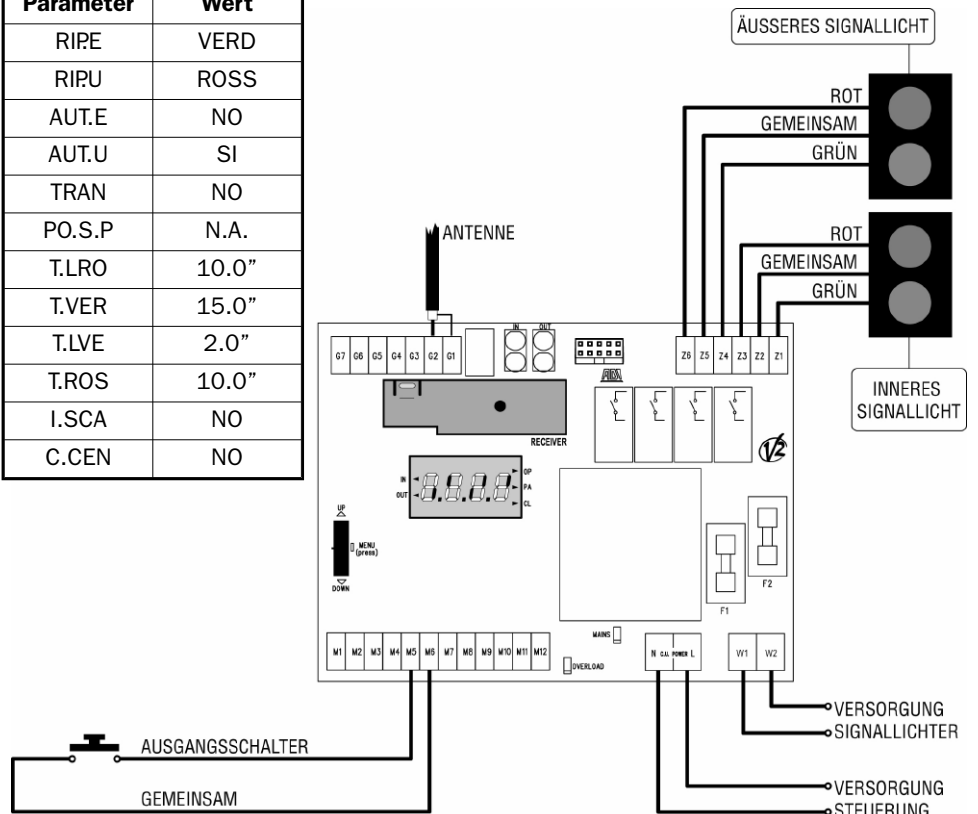 Parameter Wert
RIP.E VERD
RIP.U ROSS
AUT.E NO
AUT.U SI
TRAN NO
PO.S.P N.A.
T.LRO 10.0”
T.VER 15.0”
T.LVE 2.0”
T.ROS 10.0”
I.SCA NO
C.CEN NO
ÄUSSERES SIGNALLICHT
ROT
GEMEINSAM
GRÜN
ROT
GEMEINSAM
GRÜN
INNERES
SIGNALLICHT
ANTENNE
G7 G6 G5 G4 G3 G2 G1
IN OUT
Z6 Z5 Z4 Z3 Z2 Z1
RECEIVER
V2
IN
OUT
OP
PA
CL
UP
MENU
(press)
DOWN
F1
F2
MAINS
OVERLOAD
M1 M2 M3 M4 M5 M6 M7 M8 M9 M10 M11 M12
N C.U. POWER L
W1 W2
VERSORGUNG
SIGNALLICHTER
VERSORGUNG
STEUERUNG
AUSGANGSSCHALTER
GEMEINSAM